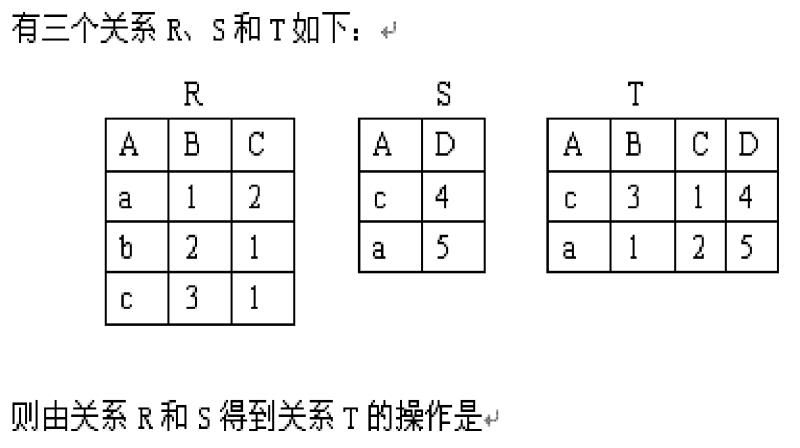 有三个关系 R、S 和 T 如下：
R S T
A B C A D A B C D
a 1 2 c 4 c 3 1 4
b 2 1 a 5 a 1 2 5
c 3 1
则由关系 R 和 S 得到关系 T 的操作是